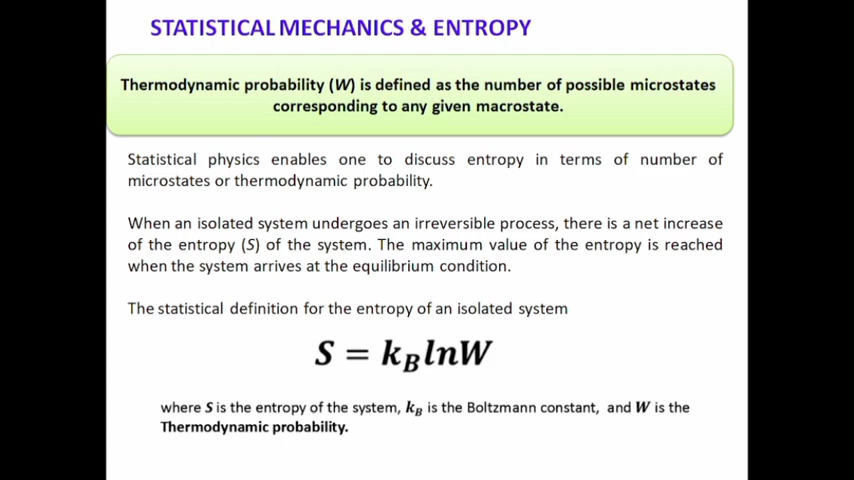 STATISTICAL MECHANICS & ENTROPY
Thermodynamic probability (W) is defined as the number of possible microstates
corresponding to any given macrostate.
Statistical physics enables one to discuss entropy in terms of number of
microstates or thermodynamic probability.
When an isolated system undergoes an irreversible process, there is a net increase
of the entropy (S) of the system. The maximum value of the entropy is reached
when the system arrives at the equilibrium condition.
The statistical definition for the entropy of an isolated system
S = k_B lnW
where S is the entropy of the system, k_B is the Boltzmann constant, and W is the
Thermodynamic probability.